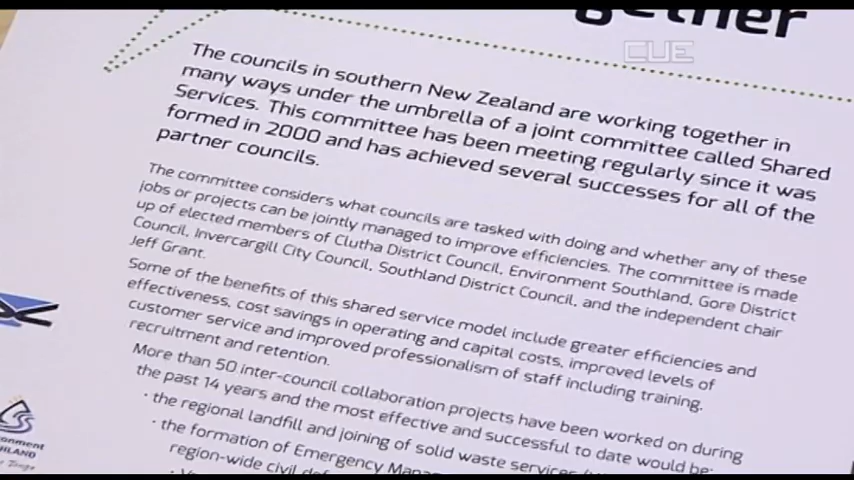 gether
CUE
The councils in southern New Zealand are working together in
many ways under the umbrella of a joint committee called Shared
Services. This committee has been meeting regularly since it was
formed in 2000 and has achieved several successes for all of the
partner councils.
The committee considers what councils are tasked with doing and whether any of these
jobs or projects can be jointly managed to improve efficiencies. The committee is made
up of elected members of Clutha District Council, Environment Southland, Gore District
Council, Invercargill City Council, Southland District Council, and the independent chair
Jeff Grant.
Some of the benefits of this shared service model include greater efficiencies and
effectiveness, cost savings in operating and capital costs, improved levels of
customer service and improved professionalism of staff including training,
recruitment and retention.
More than 50 inter-council collaboration projects have been worked on during
the past 14 years and the most effective and successful to date would be:
· the regional landfill and joining of solid waste services
· the formation of Emergency
region-wide civil